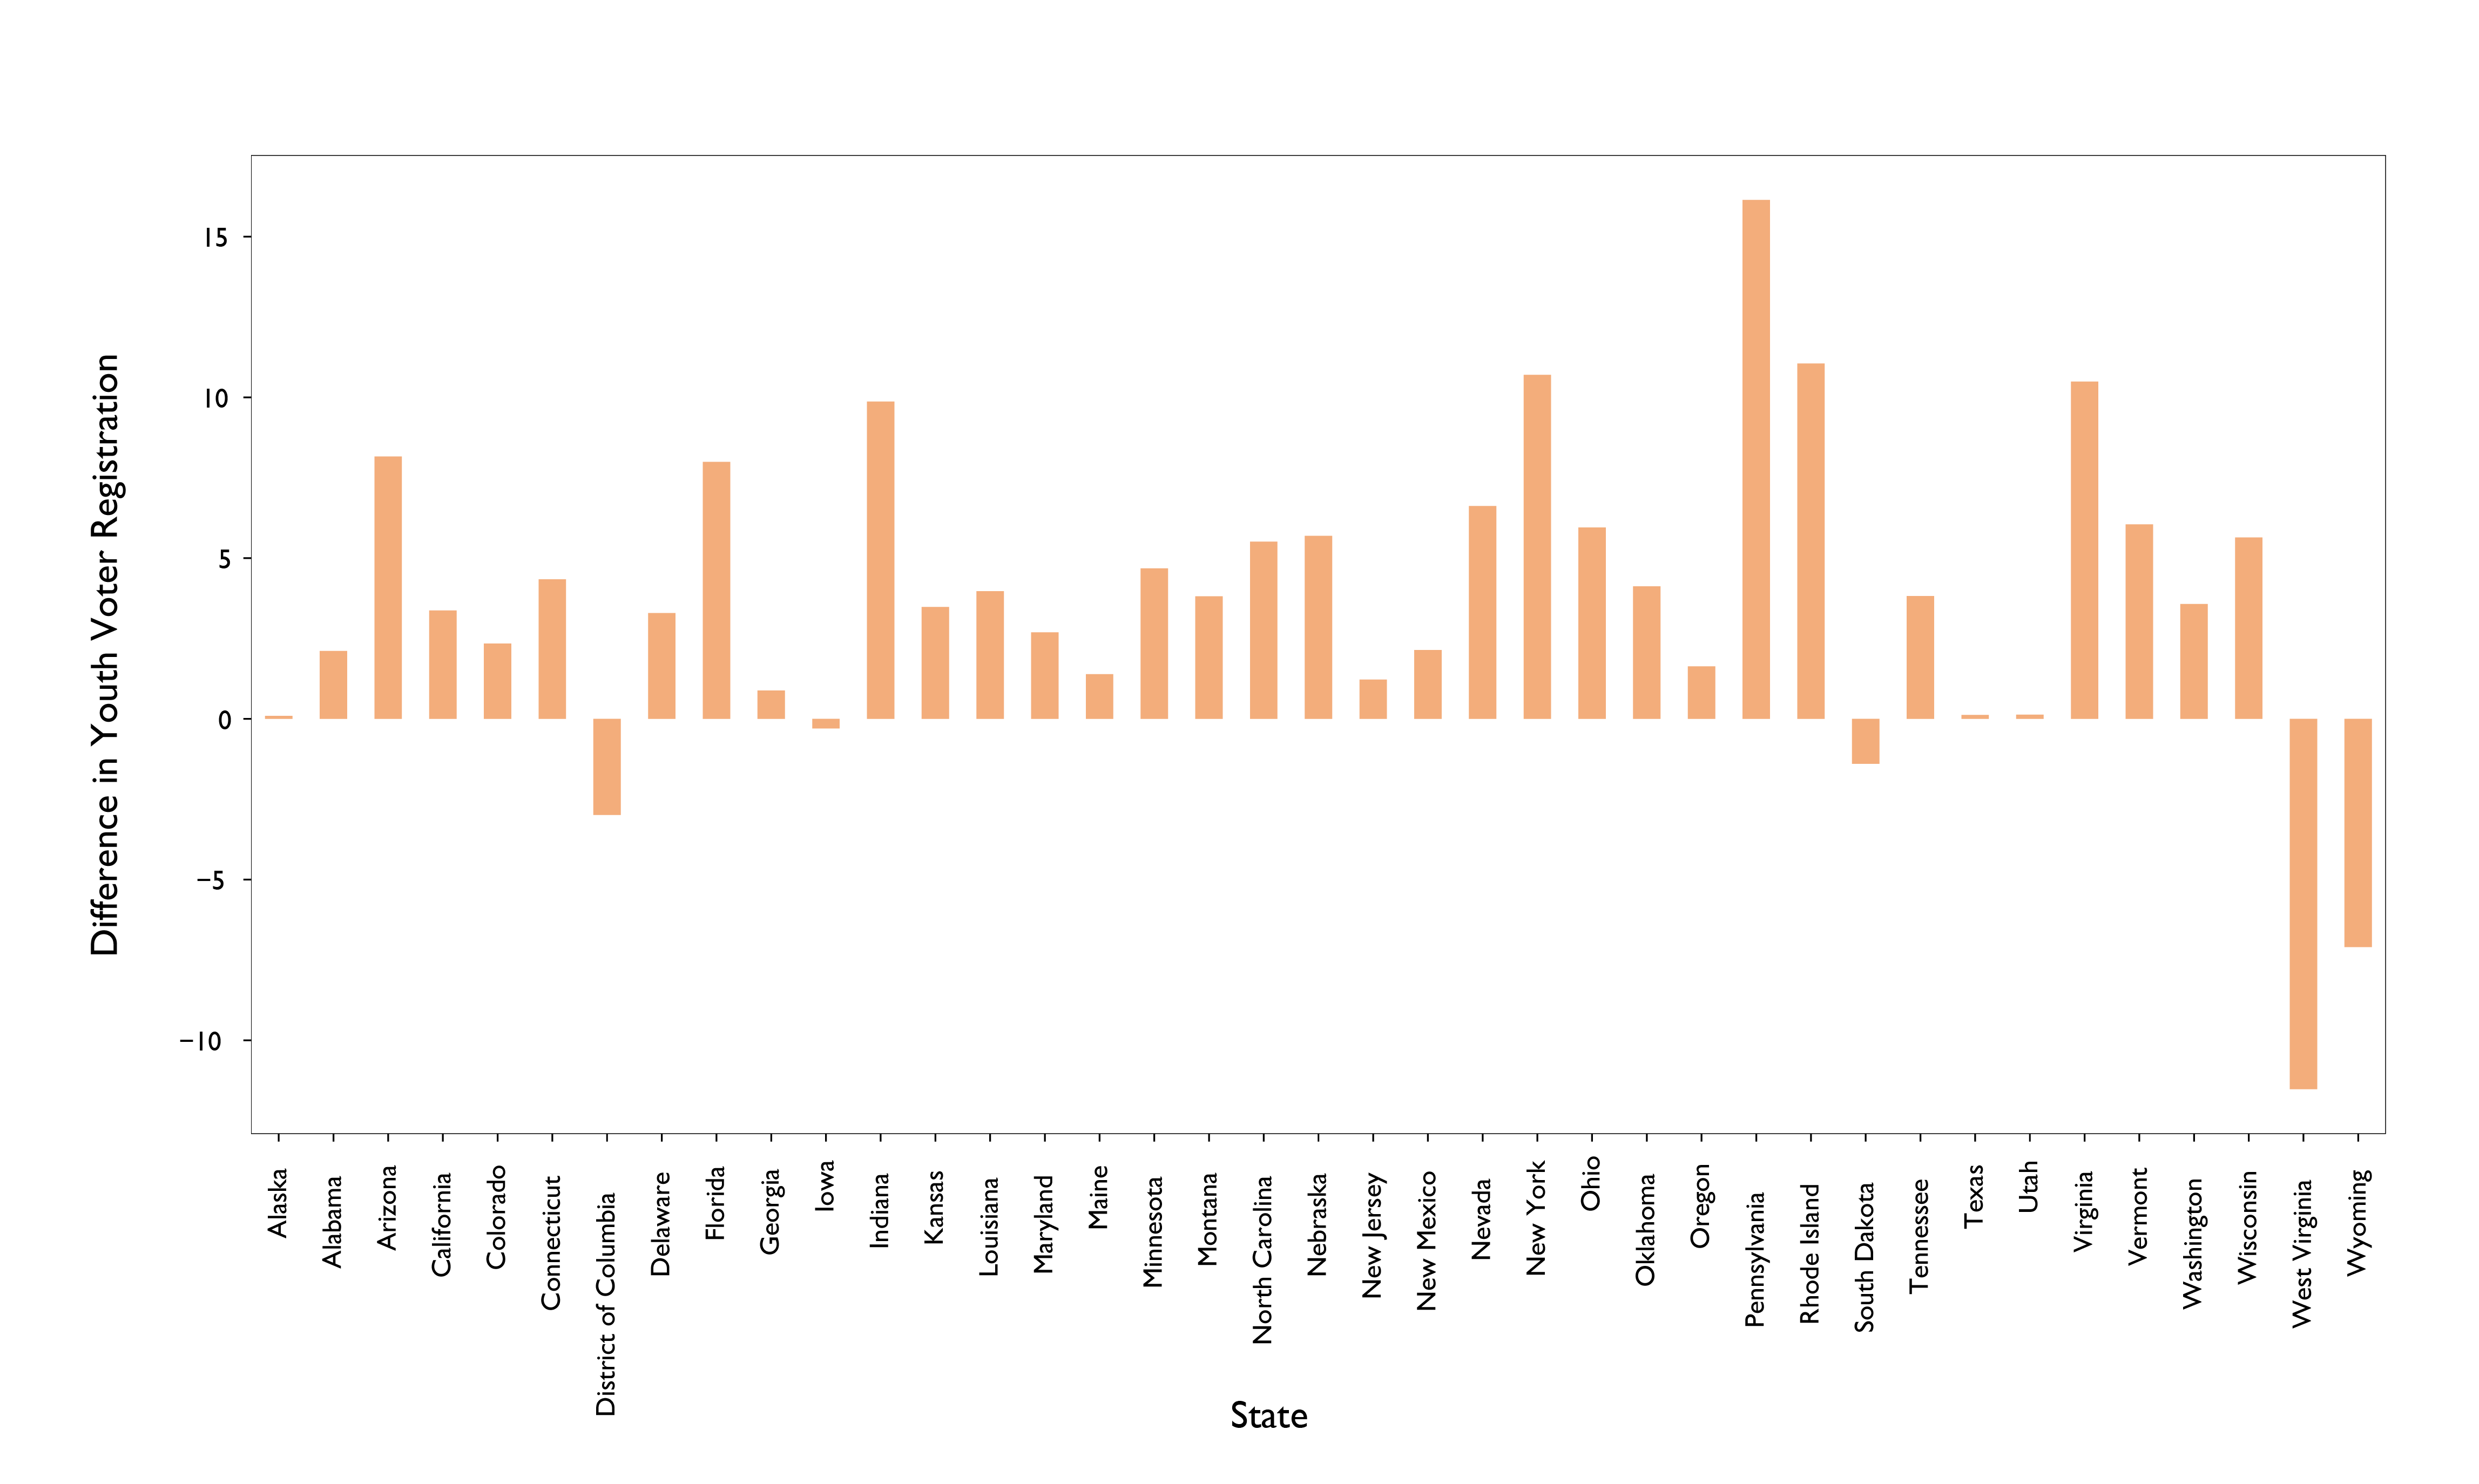 Difference in Youth Voter Registration
15
10
5
0
−5
−10
Alaska
Alabama
Arizona
California
Colorado
Connecticut
District of Columbia
Delaware
Florida
Georgia
Iowa
Indiana
Kansas
Louisiana
Maryland
Maine
Minnesota
Montana
North Carolina
Nebraska
New Jersey
New Mexico
Nevada
New York
Ohio
Oklahoma
Oregon
Pennsylvania
Rhode Island
South Dakota
Tennessee
Texas
Utah
Virginia
Vermont
Washington
Wisconsin
West Virginia
Wyoming
State